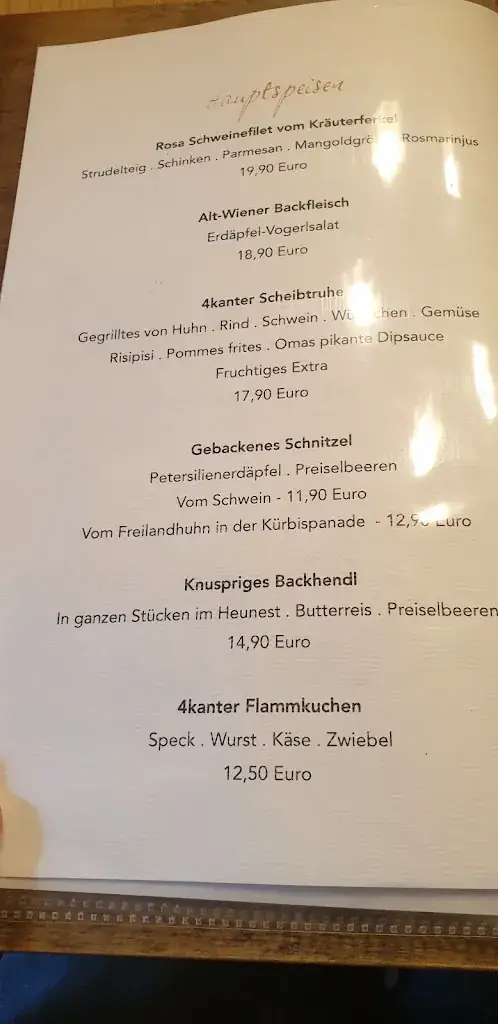 Hauptspeisen
Rosa Schweinefilet vom Kräuterferkel
Strudelteig . Schinken . Parmesan . Rosmarinjus
19,90 Euro
Alt-Wiener Backfleisch
Erdäpfel-Vogerlsalat
18,90 Euro
4kanter Scheibtruhe
Gegrilltes von Huhn . Rind . Schwein . Gemüse
Risipisi . Pommes frites . Omas pikante Dipsauce
Fruchtiges Extra
17,90 Euro
Gebackenes Schnitzel
Petersilienerdäpfel . Preiselbeeren
Vom Schwein - 11,90 Euro
Vom Freilandhuhn in der Kürbispanade - 12,90 Euro
Knuspriges Backhendl
In ganzen Stücken im Heunest . Butterreis . Preiselbeeren
14,90 Euro
4kanter Flammkuchen
Speck . Wurst . Käse . Zwiebel
12,50 Euro